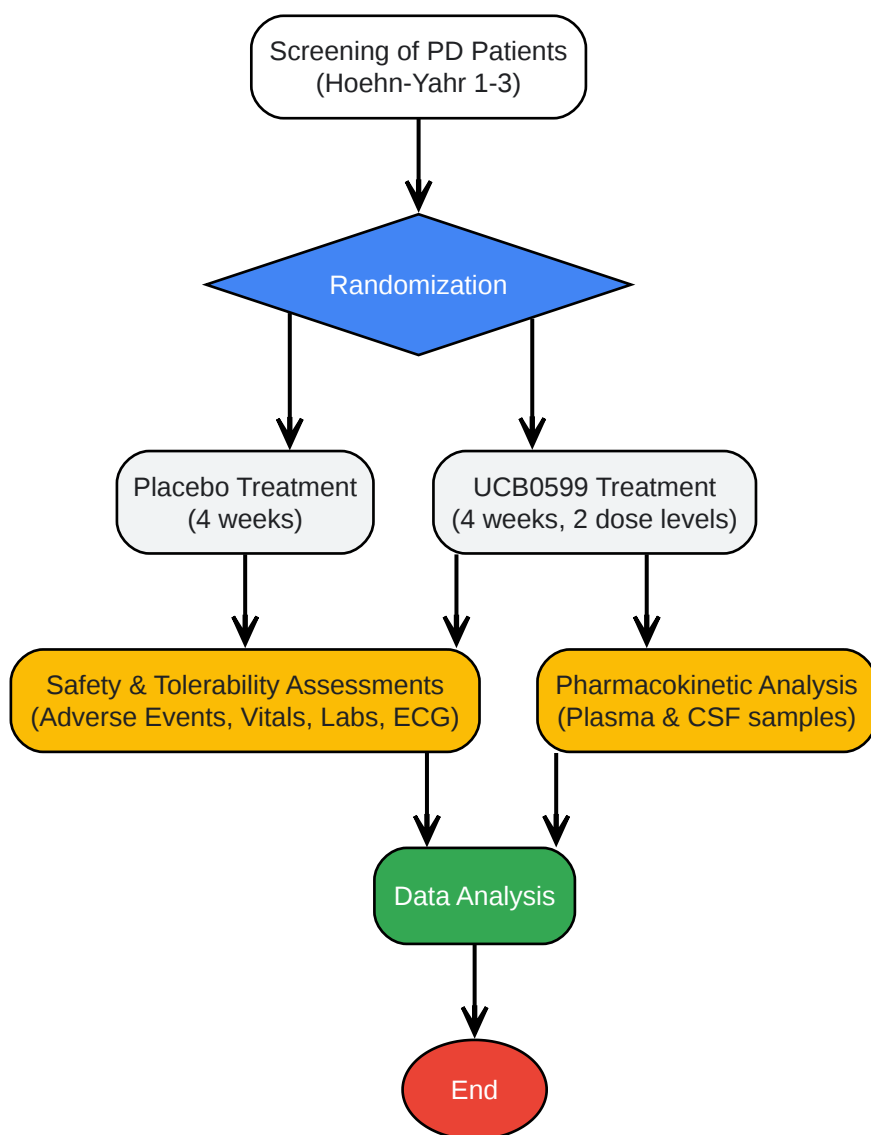 Screening of PD Patients
(Hoehn-Yahr 1-3)
Randomization
Placebo Treatment
(4 weeks)
UCB0599 Treatment
(4 weeks, 2 dose levels)
Safety & Tolerability Assessments
(Adverse Events, Vitals, Labs, ECG)
Pharmacokinetic Analysis
(Plasma & CSF samples)
Data Analysis
End